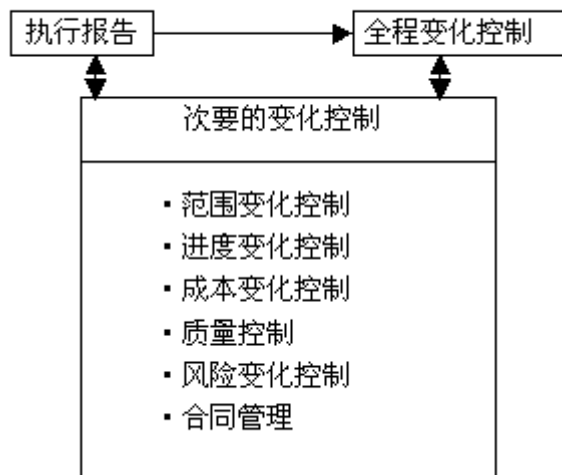 执行报告
全程变化控制
次要的变化控制
▪范围变化控制
▪进度变化控制
▪成本变化控制
▪质量控制
▪风险变化控制
▪合同管理